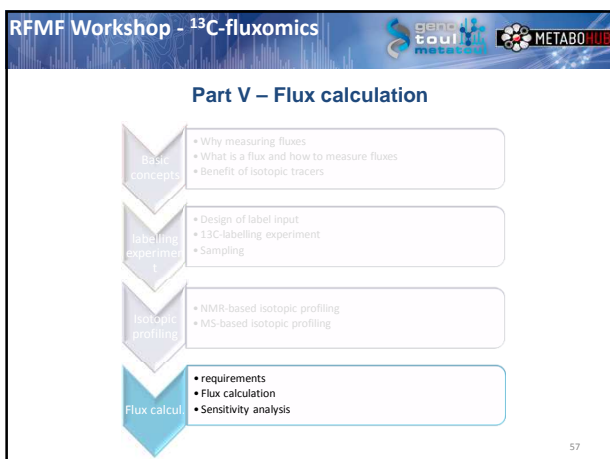 RFMF Workshop - ¹³C-fluxomics
geno
toul
metatoul
METABOHUB
Part V – Flux calculation
Basic
concepts
• Why measuring fluxes
• What is a flux and how to measure fluxes
• Benefit of isotopic tracers
labelling
experimen
t
• Design of label input
• 13C-labelling experiment
• Sampling
Isotopic
profiling
• NMR-based isotopic profiling
• MS-based isotopic profiling
Flux calcul.
• requirements
• Flux calculation
• Sensitivity analysis
57